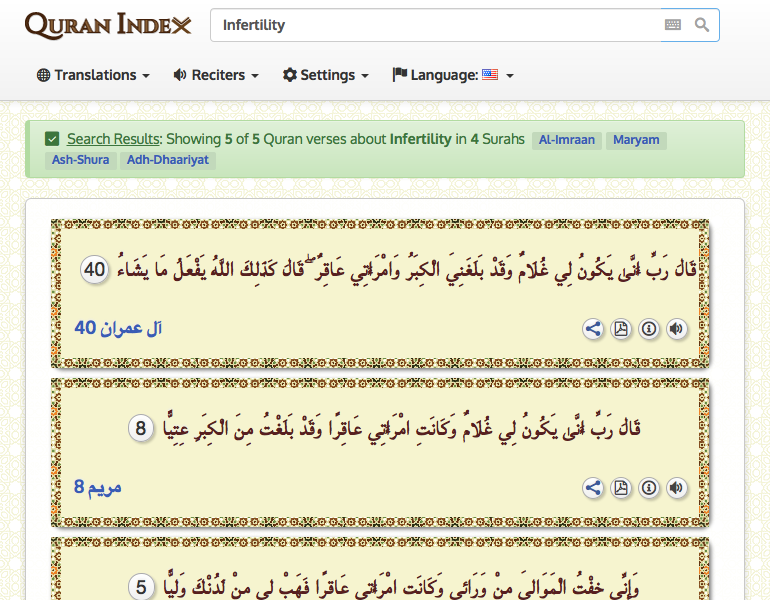 QURAN INDEX
Infertility
Translations Reciters Settings Language:
Search Results: Showing 5 of 5 Quran verses about Infertility in 4 Surahs Al-Imraan Maryam
Ash-Shura Adh-Dhaariyat
قَالَ رَبِّ أَنَّىٰ يَكُونُ لِي غُلَامٌ وَقَدْ بَلَغَنِيَ الْكِبَرُ وَامْرَأَتِي عَاقِرٌ ۖ قَالَ كَذَٰلِكَ اللَّهُ يَفْعَلُ مَا يَشَاءُ 40
آل عمران 40
قَالَ رَبِّ أَنَّىٰ يَكُونُ لِي غُلَامٌ وَكَانَتِ امْرَأَتِي عَاقِرًا وَقَدْ بَلَغْتُ مِنَ الْكِبَرِ عِتِيًّا 8
مريم 8
وَإِنِّي خِفْتُ الْمَوَالِيَ مِنْ وَرَائِي وَكَانَتِ امْرَأَتِي عَاقِرًا فَهَبْ لِي مِنْ لَدُنْكَ وَلِيًّا 5